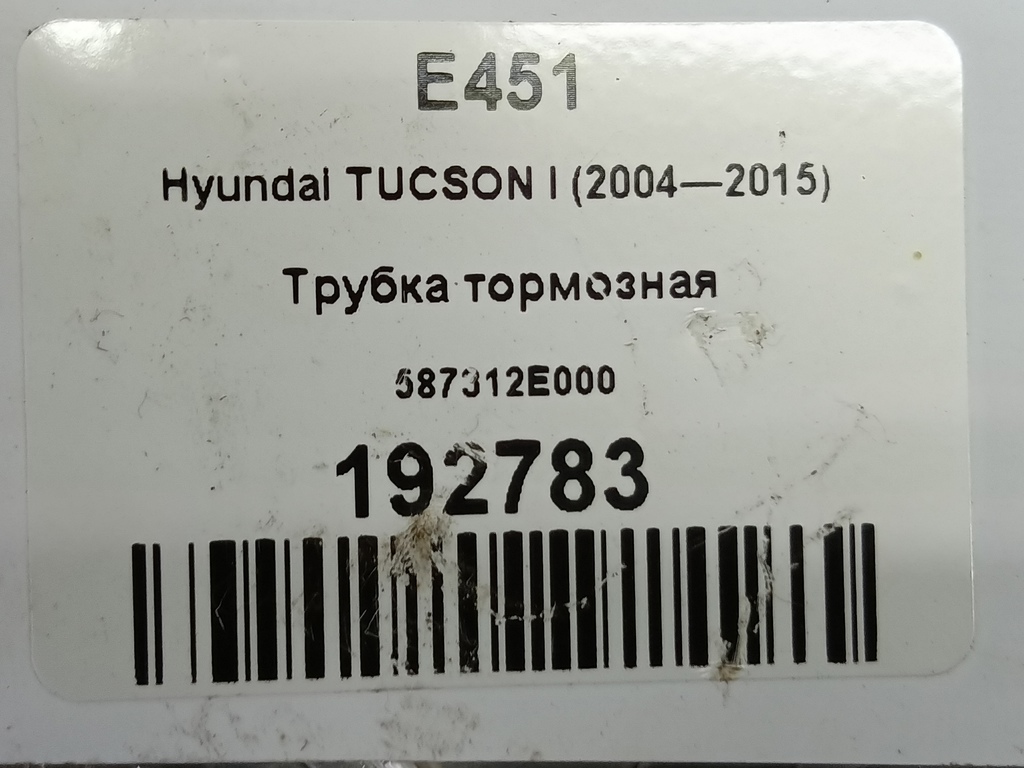 E451
Hyundai TUCSON I (2004—2015)
Трубка тормозная
587312E000
192783